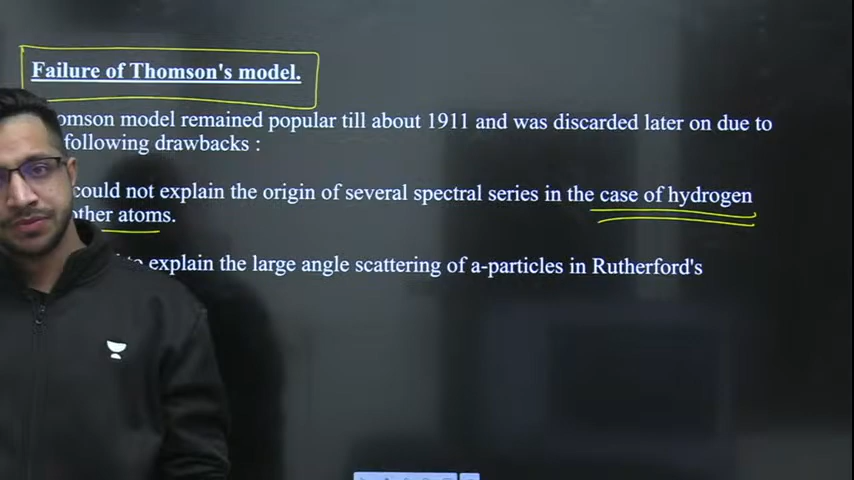 Failure of Thomson's model.
omson model remained popular till about 1911 and was discarded later on due to
following drawbacks :
could not explain the origin of several spectral series in the case of hydrogen
other atoms.
to explain the large angle scattering of a-particles in Rutherford's